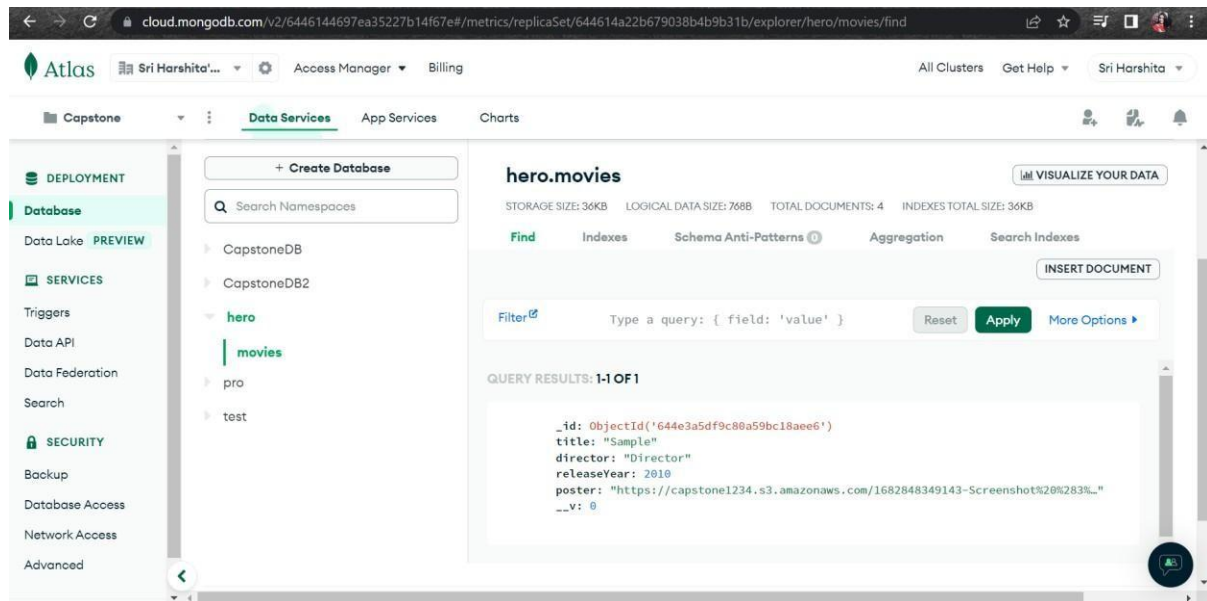 cloud.mongodb.com/v2/6446144697ea35227b14f67e#/metrics/replicaSet/644614a22b679038b4b9b31b/explorer/hero/movies/find
Atlas Sri Harshita'... Access Manager Billing All Clusters Get Help Sri Harshita
Capstone Data Services App Services Charts
DEPLOYMENT
Database
Data Lake PREVIEW
SERVICES
Triggers
Data API
Data Federation
Search
SECURITY
Backup
Database Access
Network Access
Advanced
+ Create Database
Search Namespaces
CapstoneDB
CapstoneDB2
hero
movies
pro
test
hero.movies
VISUALIZE YOUR DATA
STORAGE SIZE: 36KB LOGICAL DATA SIZE: 768B TOTAL DOCUMENTS: 4 INDEXES TOTAL SIZE: 36KB
Find Indexes Schema Anti-Patterns 0 Aggregation Search Indexes
INSERT DOCUMENT
Filter Type a query: { field: 'value' } Reset Apply More Options
QUERY RESULTS: 1-1 OF 1
_id: ObjectId('644e3a5df9c80a59bc18aee6')
title: "Sample"
director: "Director"
releaseYear: 2010
poster: "https://capstone1234.s3.amazonaws.com/1682848349143-Screenshot%20%283%…"
__v: 0